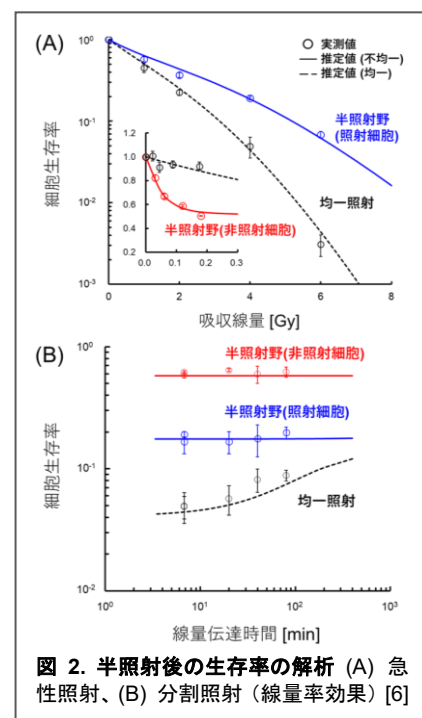 (A)
実測値
推定値 (不均一)
推定値 (均一)
半照射野
(照射細胞)
均一照射
半照射野(非照射細胞)
細胞生存率
10⁰
10⁻¹
10⁻²
10⁻³
1.2
1.0
0.8
0.6
0.4
0.2
0.0 0.1 0.2 0.3
0 2 4 6 8
吸収線量 [Gy]
(B)
半照射野(非照射細胞)
半照射野(照射細胞)
均一照射
細胞生存率
10⁰
10⁻¹
10⁻²
10⁰ 10¹ 10² 10³
線量伝達時間 [min]
図 2. 半照射後の生存率の解析 (A) 急
性照射、(B) 分割照射（線量率効果）[6]